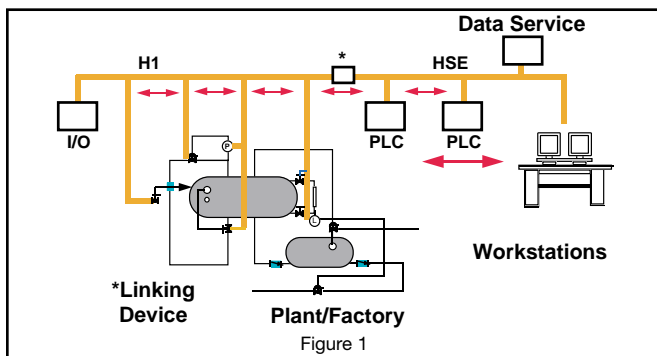 Data Service
H1
*
HSE
I/O
PLC
PLC
P
L
Workstations
*Linking
Device
Plant/Factory
Figure 1